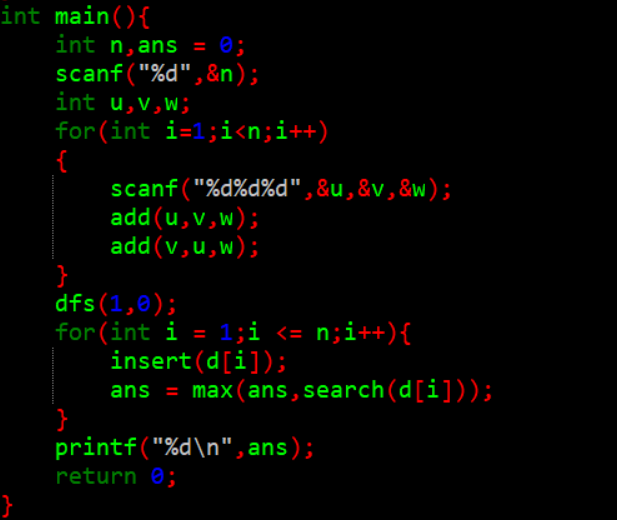 int main(){
    int n,ans = 0;
    scanf("%d",&n);
    int u,v,w;
    for(int i=1;i<n;i++)
    {
        scanf("%d%d%d",&u,&v,&w);
        add(u,v,w);
        add(v,u,w);
    }
    dfs(1,0);
    for(int i = 1;i <= n;i++){
        insert(d[i]);
        ans = max(ans,search(d[i]));
    }
    printf("%d\n",ans);
    return 0;
}